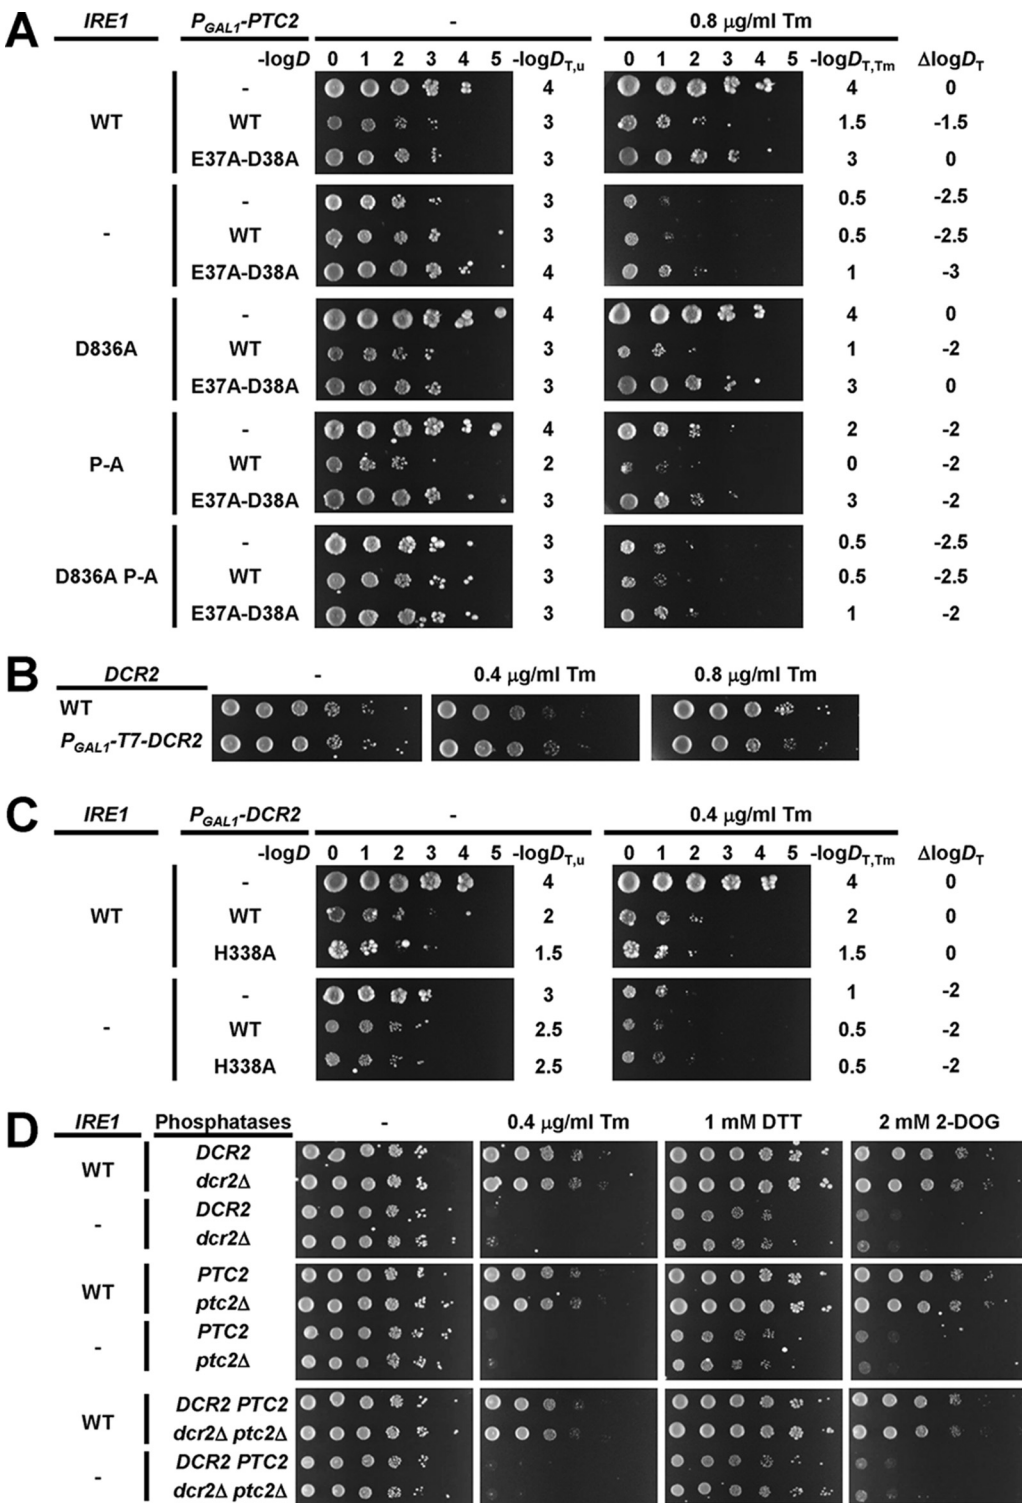 A IRE1 PGAL1-PTC2 - 0.8 µg/ml Tm
-logD 0 1 2 3 4 5 -logDT,u 0 1 2 3 4 5 -logDT,Tm ΔlogDT
- 4 4 0
WT WT 3 1.5 -1.5
E37A-D38A 3 3 0
- 3 0.5 -2.5
- WT 3 0.5 -2.5
E37A-D38A 4 1 -3
- 4 4 0
D836A WT 3 1 -2
E37A-D38A 3 3 0
- 4 2 -2
P-A WT 2 0 -2
E37A-D38A 3 3 -2
- 3 0.5 -2.5
D836A P-A WT 3 0.5 -2.5
E37A-D38A 3 1 -2
B DCR2 - 0.4 µg/ml Tm 0.8 µg/ml Tm
WT
PGAL1-T7-DCR2
C IRE1 PGAL1-DCR2 - 0.4 µg/ml Tm
-logD 0 1 2 3 4 5 -logDT,u 0 1 2 3 4 5 -logDT,Tm ΔlogDT
- 4 4 0
WT WT 2 2 0
H338A 1.5 1.5 0
- 3 1 -2
- WT 2.5 0.5 -2
H338A 2.5 0.5 -2
D IRE1 Phosphatases - 0.4 µg/ml Tm 1 mM DTT 2 mM 2-DOG
WT DCR2
dcr2Δ
- DCR2
dcr2Δ
WT PTC2
ptc2Δ
- PTC2
ptc2Δ
WT DCR2 PTC2
dcr2Δ ptc2Δ
- DCR2 PTC2
dcr2Δ ptc2Δ